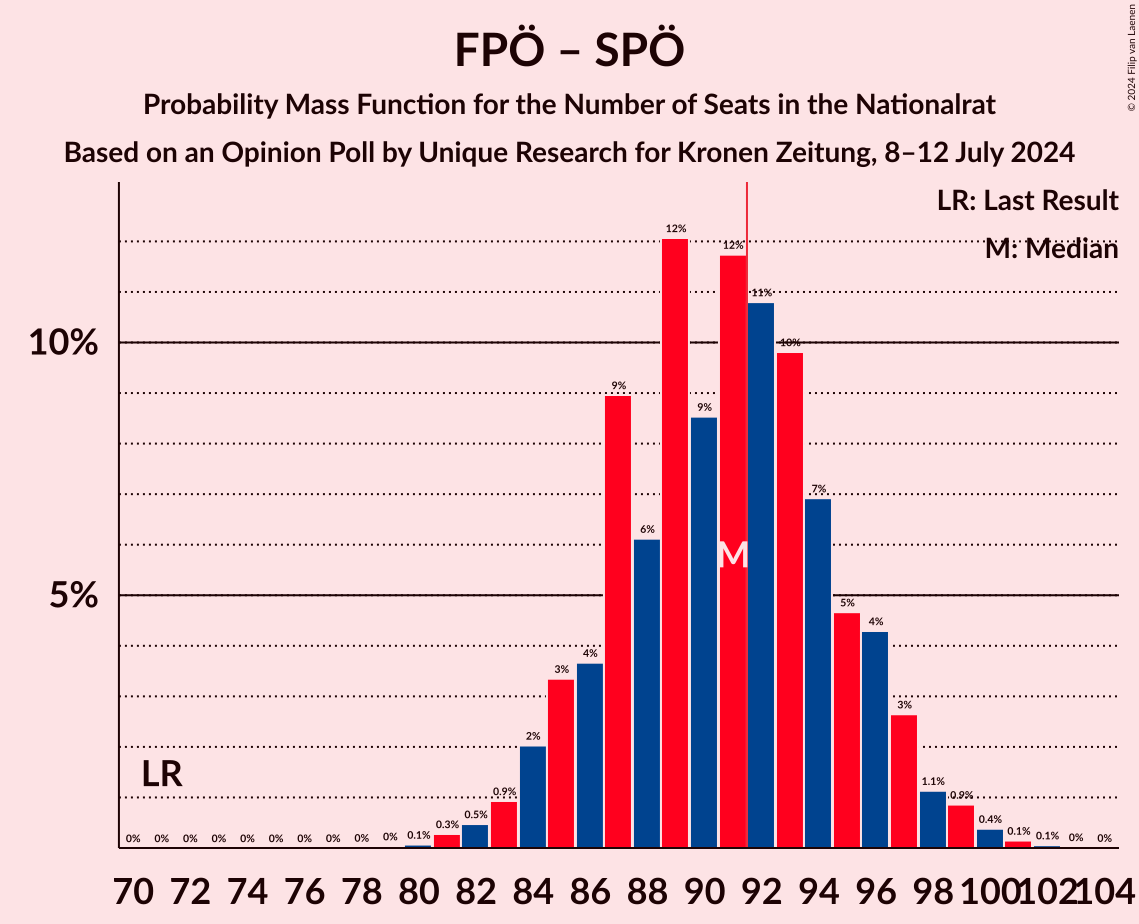 FPÖ – SPÖ
Probability Mass Function for the Number of Seats in the Nationalrat
Based on an Opinion Poll by Unique Research for Kronen Zeitung, 8–12 July 2024
© 2024 Filip van Laenen
LR: Last Result
M: Median
10%
5%
0% 0% 0% 0% 0% 0% 0% 0% 0% 0% 0.1% 0.3% 0.5% 0.9% 2% 3% 4% 9% 6% 12% 9% 12% 11% 10% 7% 5% 4% 3% 1.1% 0.9% 0.4% 0.1% 0.1% 0% 0%
M
LR
70 72 74 76 78 80 82 84 86 88 90 92 94 96 98 100 102 104